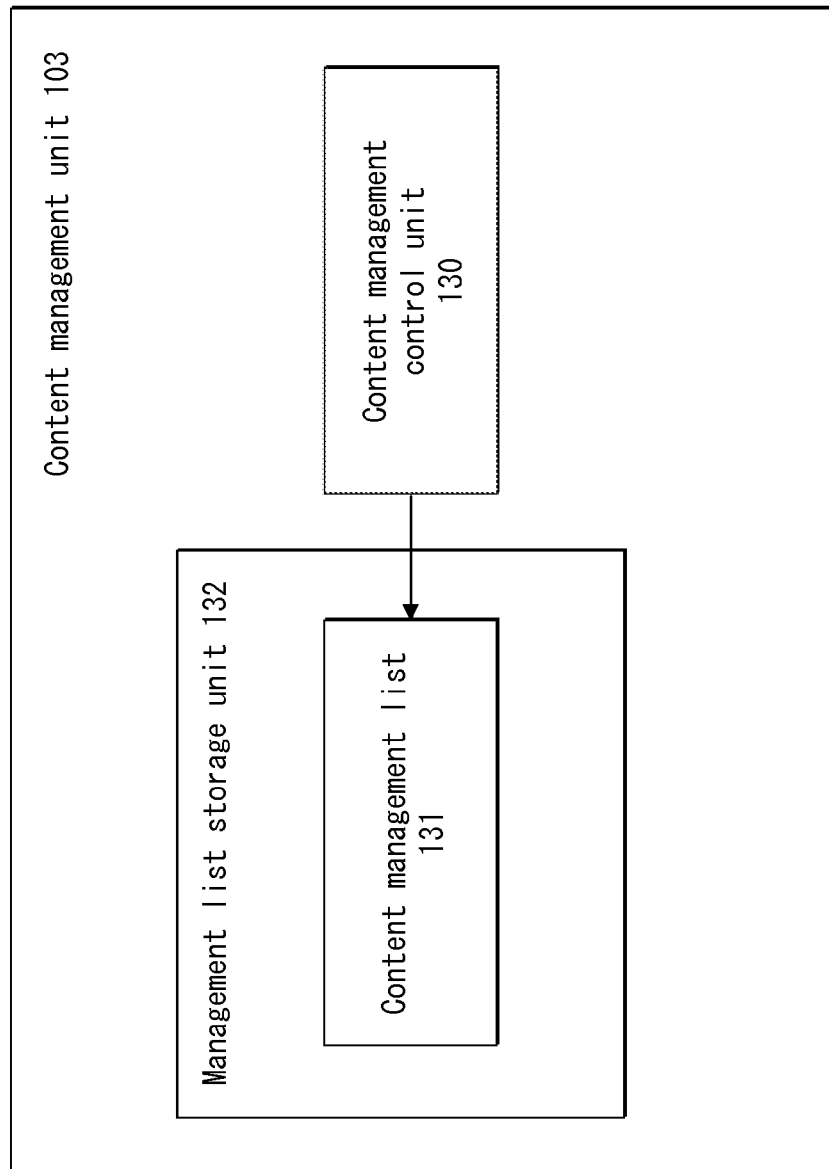 Content management unit 103
Management list storage unit 132
Content management list
131
Content management
control unit
130